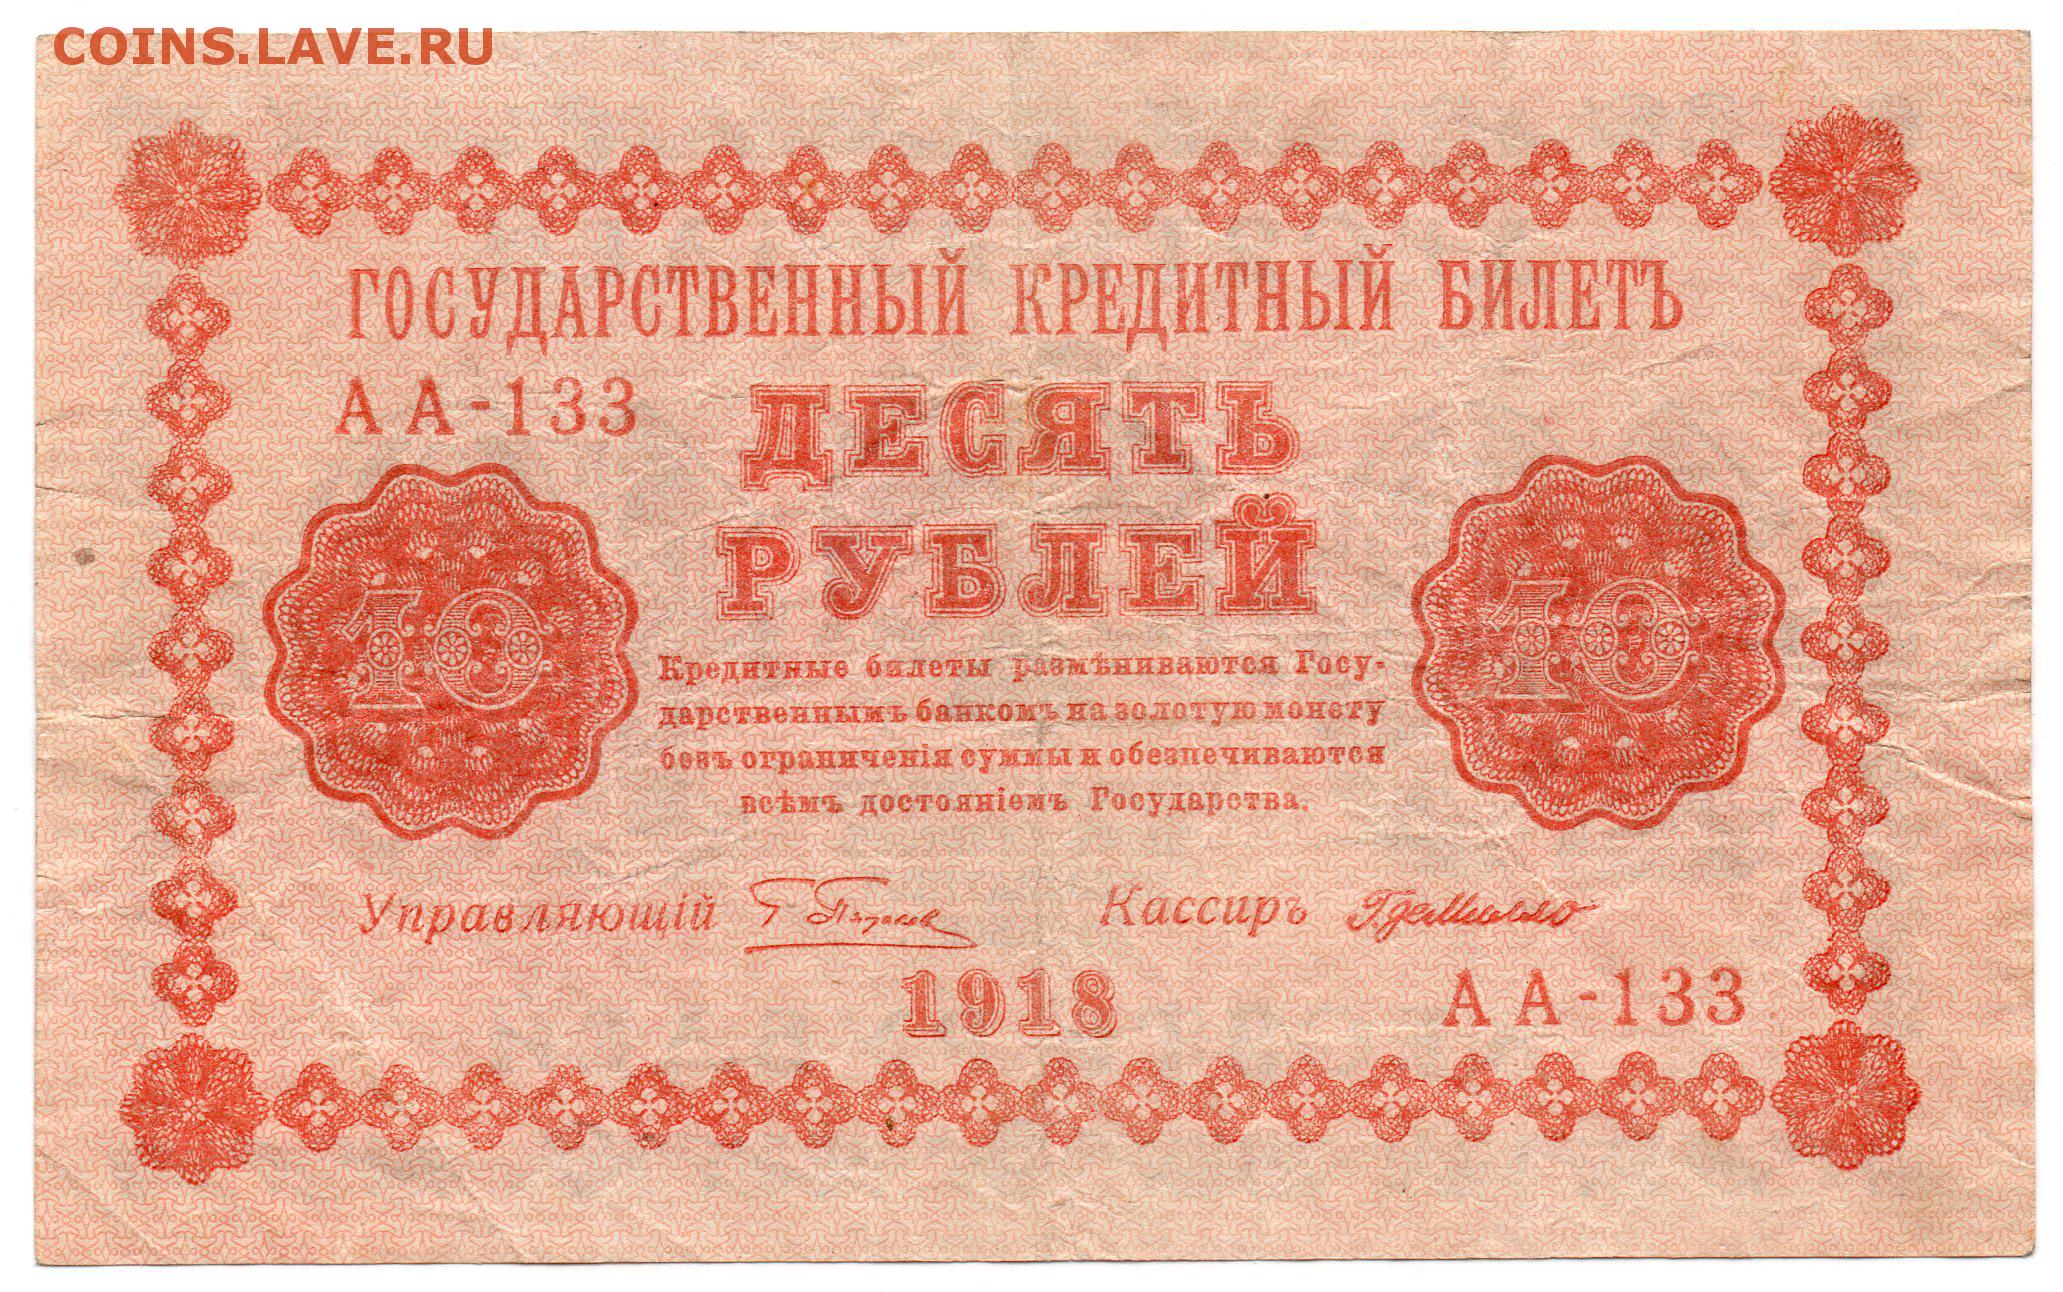 COINS.LAVE.RU
ГОСУДАРСТВЕННЫЙ КРЕДИТНЫЙ БИЛЕТЪ
АА-133
ДЕСЯТЬ
РУБЛЕЙ
10
10
Кредитные билеты размѣниваются Госу-
дарственнымъ банкомъ на золотую монету
безъ ограниченія суммы и обезпечиваются
всѣмъ достояніемъ Государства.
Управляющій
Кассиръ
1918
АА-133